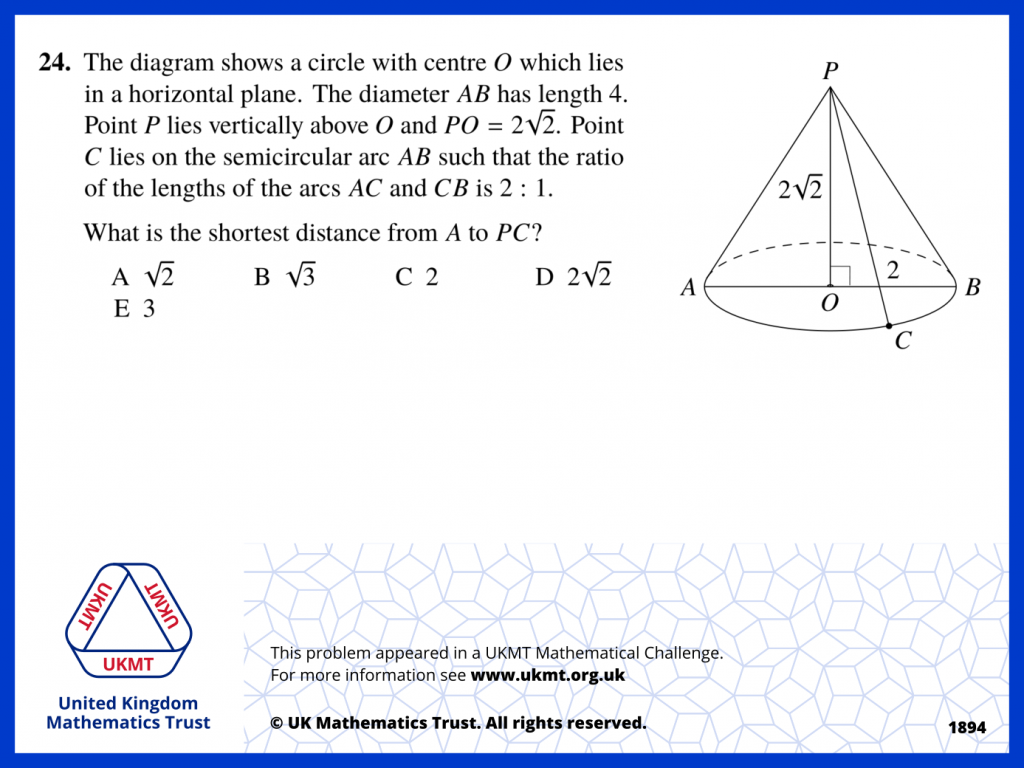 24. The diagram shows a circle with centre O which lies
in a horizontal plane. The diameter AB has length 4.
Point P lies vertically above O and PO = 2√2. Point
C lies on the semicircular arc AB such that the ratio
of the lengths of the arcs AC and CB is 2 : 1.
What is the shortest distance from A to PC?
A √2 B √3 C 2 D 2√2
E 3
P
2√2
2
A
O
B
C
UKMT
UKMT
UKMT
United Kingdom
Mathematics Trust
This problem appeared in a UKMT Mathematical Challenge.
For more information see www.ukmt.org.uk
© UK Mathematics Trust. All rights reserved.
1894